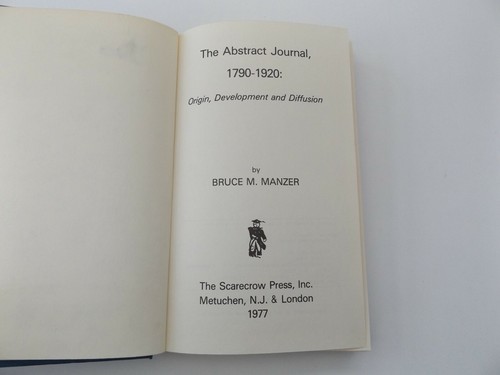 The Abstract Journal,
1790-1920:
Origin, Development and Diffusion
by
BRUCE M. MANZER
The Scarecrow Press, Inc.
Metuchen, N.J. & London
1977